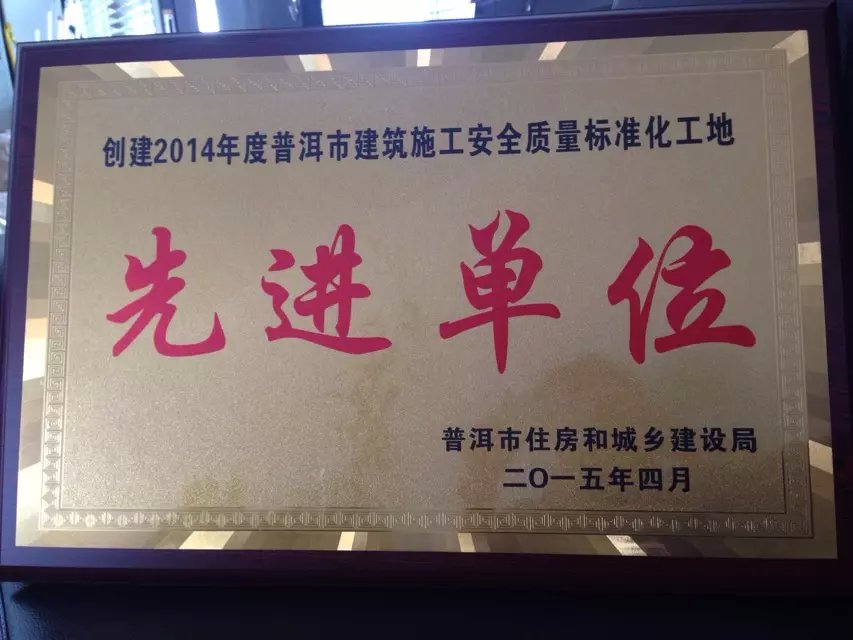 创建2014年度普洱市建筑施工安全质量标准化工地
先进单位
普洱市住房和城乡建设局
二〇一五年四月